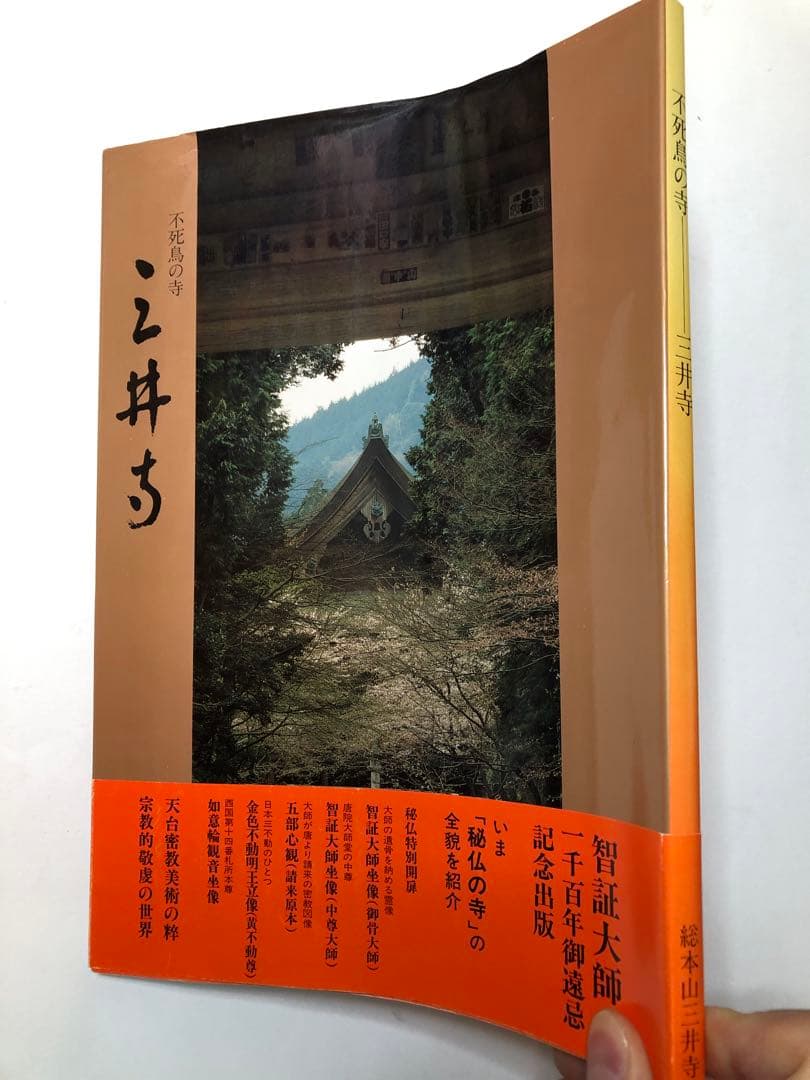 不死鳥の寺
三井寺
不死鳥の寺――三井寺
智証大師
一千百年御遠忌
記念出版
いま
「秘仏の寺」の
全貌を紹介
秘仏特別開扉
大師の遺骨を納める霊像
智証大師坐像(御骨大師)
唐院大師堂の中尊
智証大師坐像(中尊大師)
大師が唐より請来の密教図像
五部心観(請来原本)
日本三不動のひとつ
金色不動明王立像(黄不動尊)
西国第十四番札所本尊
如意輪観音坐像
天台密教美術の粋
宗教的敬虔の世界
総本山三井寺